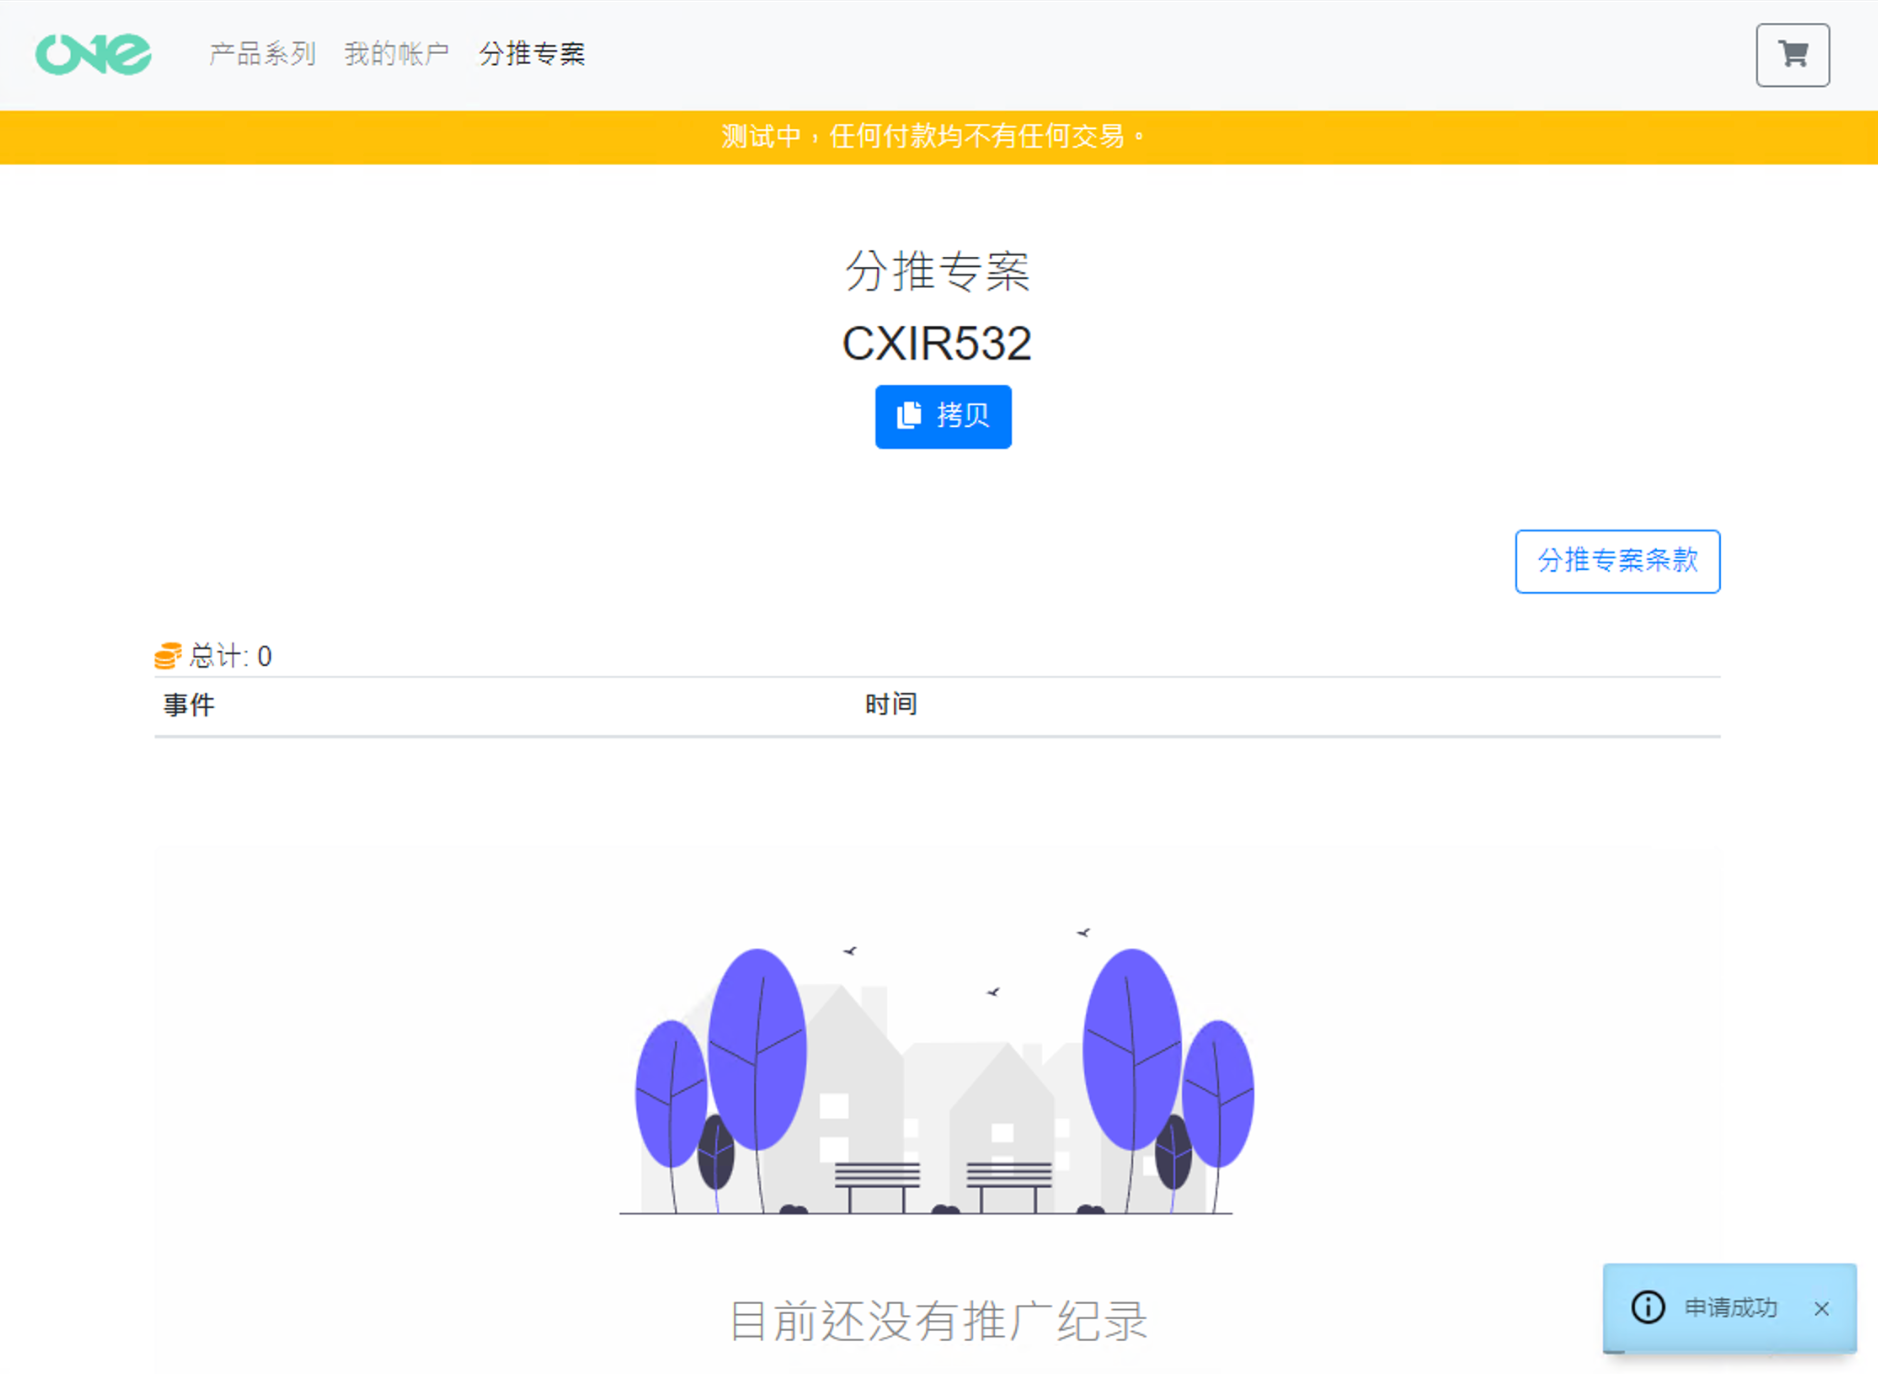 ONE
产品系列
我的帐户
分推专案
测试中，任何付款均不有任何交易。
分推专案
CXIR532
拷贝
分推专案条款
总计: 0
事件 时间
目前还没有推广纪录
申请成功 ×